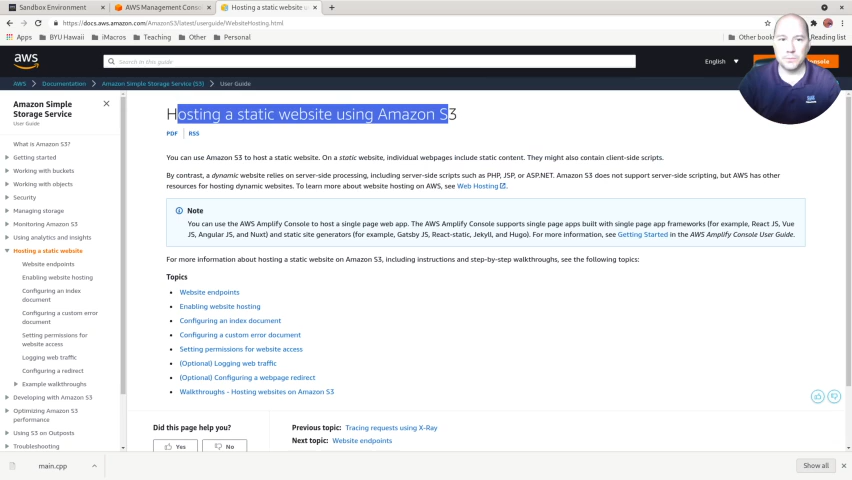 Sandbox Environment
AWS Management Conso
Hosting a static website u
https://docs.aws.amazon.com/AmazonS3/latest/userguide/WebsiteHosting.html
Apps
BYU Hawaii
iMacros
Teaching
Other
Personal
Other book
Reading list
aws
Search in this guide
English
AWS
Documentation
Amazon Simple Storage Service (S3)
User Guide
Amazon Simple
Storage Service
User Guide
What is Amazon S3?
Getting started
Working with buckets
Working with objects
Security
Managing storage
Monitoring Amazon S3
Using analytics and insights
Hosting a static website
Website endpoints
Enabling website hosting
Configuring an index
document
Configuring a custom error
document
Setting permissions for
website access
Logging web traffic
Configuring a redirect
Example walkthroughs
Developing with Amazon S3
Optimizing Amazon S3
performance
Using S3 on Outposts
Troubleshooting
Hosting a static website using Amazon S3
PDF
RSS
You can use Amazon S3 to host a static website. On a static website, individual webpages include static content. They might also contain client-side scripts.
By contrast, a dynamic website relies on server-side processing, including server-side scripts such as PHP, JSP, or ASP.NET. Amazon S3 does not support server-side scripting, but AWS has other
resources for hosting dynamic websites. To learn more about website hosting on AWS, see Web Hosting.
Note
You can use the AWS Amplify Console to host a single page web app. The AWS Amplify Console supports single page apps built with single page app frameworks (for example, React JS, Vue
JS, Angular JS, and Nuxt) and static site generators (for example, Gatsby JS, React-static, Jekyll, and Hugo). For more information, see Getting Started in the AWS Amplify Console User Guide.
For more information about hosting a static website on Amazon S3, including instructions and step-by-step walkthroughs, see the following topics:
Topics
• Website endpoints
• Enabling website hosting
• Configuring an index document
• Configuring a custom error document
• Setting permissions for website access
• (Optional) Logging web traffic
• (Optional) Configuring a webpage redirect
• Walkthroughs - Hosting websites on Amazon S3
Did this page help you?
Yes
No
Previous topic: Tracing requests using X-Ray
Next topic: Website endpoints
main.cpp
Show all